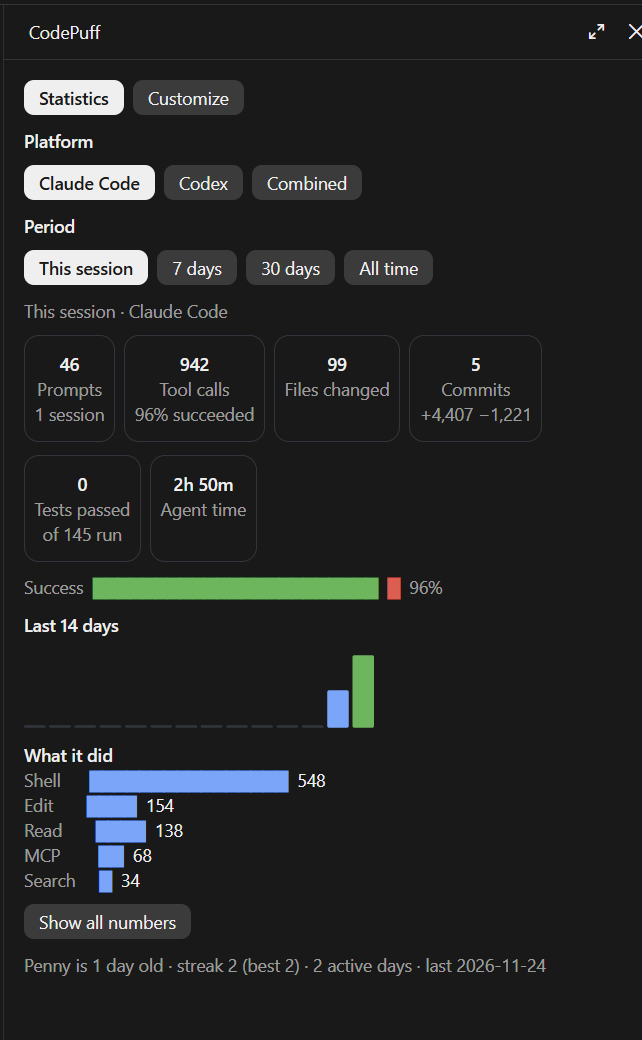 CodePuff
Statistics Customize
Platform
Claude Code Codex Combined
Period
This session 7 days 30 days All time
This session · Claude Code
46 942 99 5
Prompts Tool calls Files changed Commits
1 session 96% succeeded +4,407 −1,221
0 2h 50m
Tests passed Agent time
of 145 run
Success 96%
Last 14 days
What it did
Shell 548
Edit 154
Read 138
MCP 68
Search 34
Show all numbers
Penny is 1 day old · streak 2 (best 2) · 2 active days · last 2026-11-24